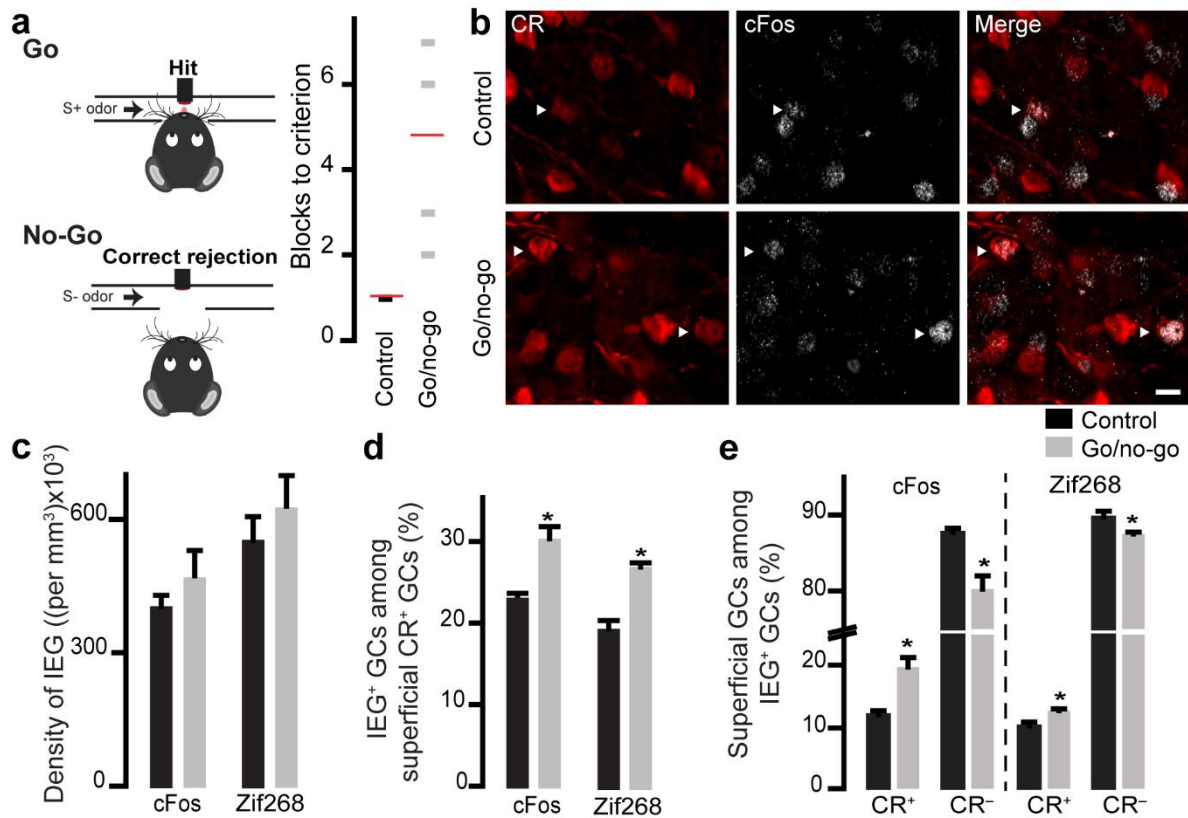 a
Go
Hit
S+ odor
No-Go
Correct rejection
S- odor
Blocks to criterion
6
4
2
0
Control
Go/no-go
b
CR
cFos
Merge
Control
Go/no-go
Control
Go/no-go
c
Density of IEG ((per mm³)x10³)
600
300
0
cFos
Zif268
d
IEG⁺ GCs among
superficial CR⁺ GCs (%)
30
20
10
0
*
*
cFos
Zif268
e
Superficial GCs among
IEG⁺ GCs (%)
cFos
Zif268
90
80
20
10
0
*
*
*
*
CR⁺
CR⁻
CR⁺
CR⁻